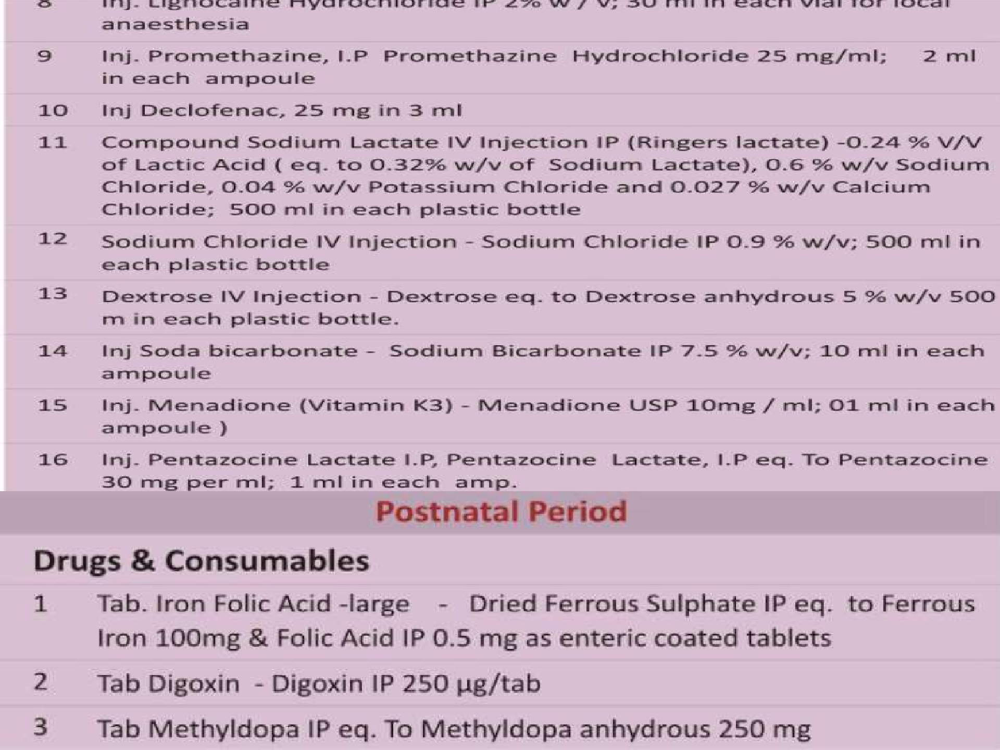 8 Inj. Lignocaine Hydrochloride IP 2% w / v; 30 ml in each vial for local
anaesthesia
9 Inj. Promethazine, I.P Promethazine Hydrochloride 25 mg/ml; 2 ml
in each ampoule
10 Inj Declofenac, 25 mg in 3 ml
11 Compound Sodium Lactate IV Injection IP (Ringers lactate) -0.24 % V/V
of Lactic Acid ( eq. to 0.32% w/v of Sodium Lactate), 0.6 % w/v Sodium
Chloride, 0.04 % w/v Potassium Chloride and 0.027 % w/v Calcium
Chloride; 500 ml in each plastic bottle
12 Sodium Chloride IV Injection - Sodium Chloride IP 0.9 % w/v; 500 ml in
each plastic bottle
13 Dextrose IV Injection - Dextrose eq. to Dextrose anhydrous 5 % w/v 500
m in each plastic bottle.
14 Inj Soda bicarbonate - Sodium Bicarbonate IP 7.5 % w/v; 10 ml in each
ampoule
15 Inj. Menadione (Vitamin K3) - Menadione USP 10mg / ml; 01 ml in each
ampoule )
16 Inj. Pentazocine Lactate I.P, Pentazocine Lactate, I.P eq. To Pentazocine
30 mg per ml; 1 ml in each amp.
Postnatal Period
Drugs & Consumables
1 Tab. Iron Folic Acid -large - Dried Ferrous Sulphate IP eq. to Ferrous
Iron 100mg & Folic Acid IP 0.5 mg as enteric coated tablets
2 Tab Digoxin - Digoxin IP 250 µg/tab
3 Tab Methyldopa IP eq. To Methyldopa anhydrous 250 mg